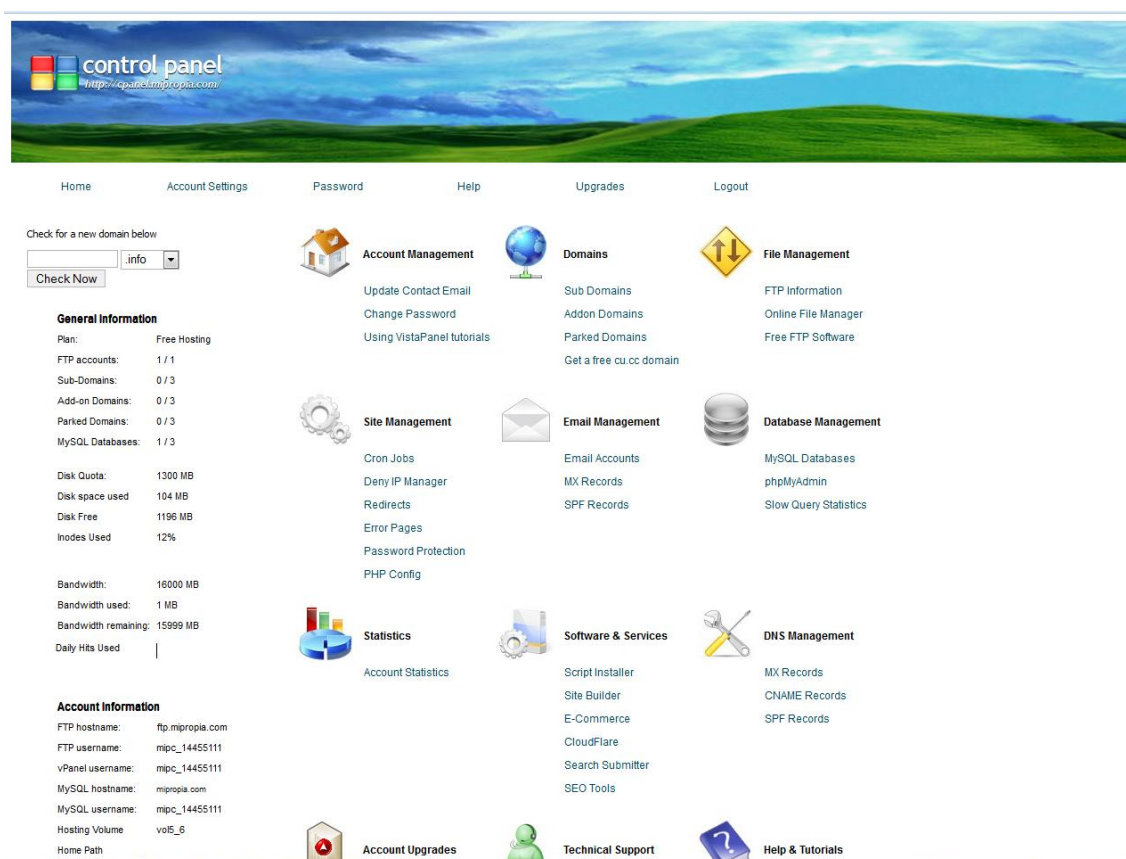 control panel
http://cpanel.mipropia.com/
Home Account Settings Password Help Upgrades Logout
Check for a new domain below
.info
Check Now
General Information
Plan: Free Hosting
FTP accounts: 1 / 1
Sub-Domains: 0 / 3
Add-on Domains: 0 / 3
Parked Domains: 0 / 3
MySQL Databases: 1 / 3
Disk Quota: 1300 MB
Disk space used 104 MB
Disk Free 1196 MB
Inodes Used 12%
Bandwidth: 16000 MB
Bandwidth used: 1 MB
Bandwidth remaining: 15999 MB
Daily Hits Used
Account Information
FTP hostname: ftp.mipropia.com
FTP username: mipc_14455111
vPanel username: mipc_14455111
MySQL hostname: mipropia.com
MySQL username: mipc_14455111
Hosting Volume vol5_6
Home Path
Account Management
Update Contact Email
Change Password
Using VistaPanel tutorials
Domains
Sub Domains
Addon Domains
Parked Domains
Get a free cu.cc domain
File Management
FTP Information
Online File Manager
Free FTP Software
Site Management
Cron Jobs
Deny IP Manager
Redirects
Error Pages
Password Protection
PHP Config
Email Management
Email Accounts
MX Records
SPF Records
Database Management
MySQL Databases
phpMyAdmin
Slow Query Statistics
Statistics
Account Statistics
Software & Services
Script Installer
Site Builder
E-Commerce
CloudFlare
Search Submitter
SEO Tools
DNS Management
MX Records
CNAME Records
SPF Records
Account Upgrades
Technical Support
Help & Tutorials